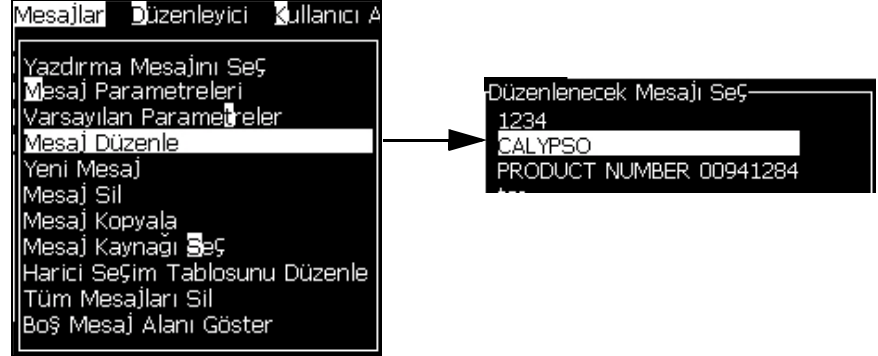 Mesajlar Düzenleyici Kullanıcı A
Yazdırma Mesajını Seç
Mesaj Parametreleri
Varsayılan Parametreler
Mesaj Düzenle
Yeni Mesaj
Mesaj Sil
Mesaj Kopyala
Mesaj Kaynağı Seç
Harici Seçim Tablosunu Düzenle
Tüm Mesajları Sil
Boş Mesaj Alanı Göster
Düzenlenecek Mesajı Seç
1234
CALYPSO
PRODUCT NUMBER 00941284